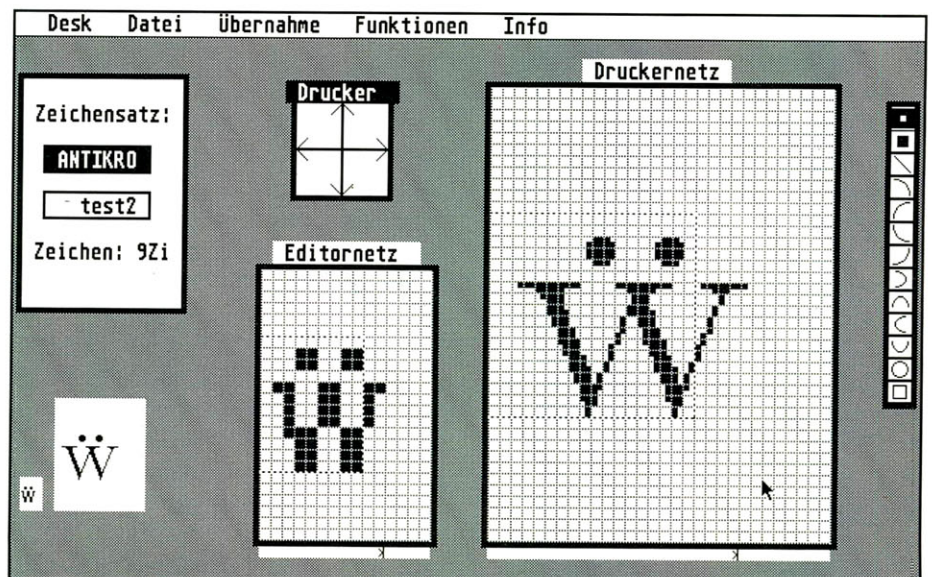 Desk Datei Übernahme Funktionen Info
Zeichensatz:
ANTIKRO
test2
Zeichen: 9Zi
Drucker
Editornetz
Druckernetz
Ẅ
ẅ
Ẅ
Ẅ